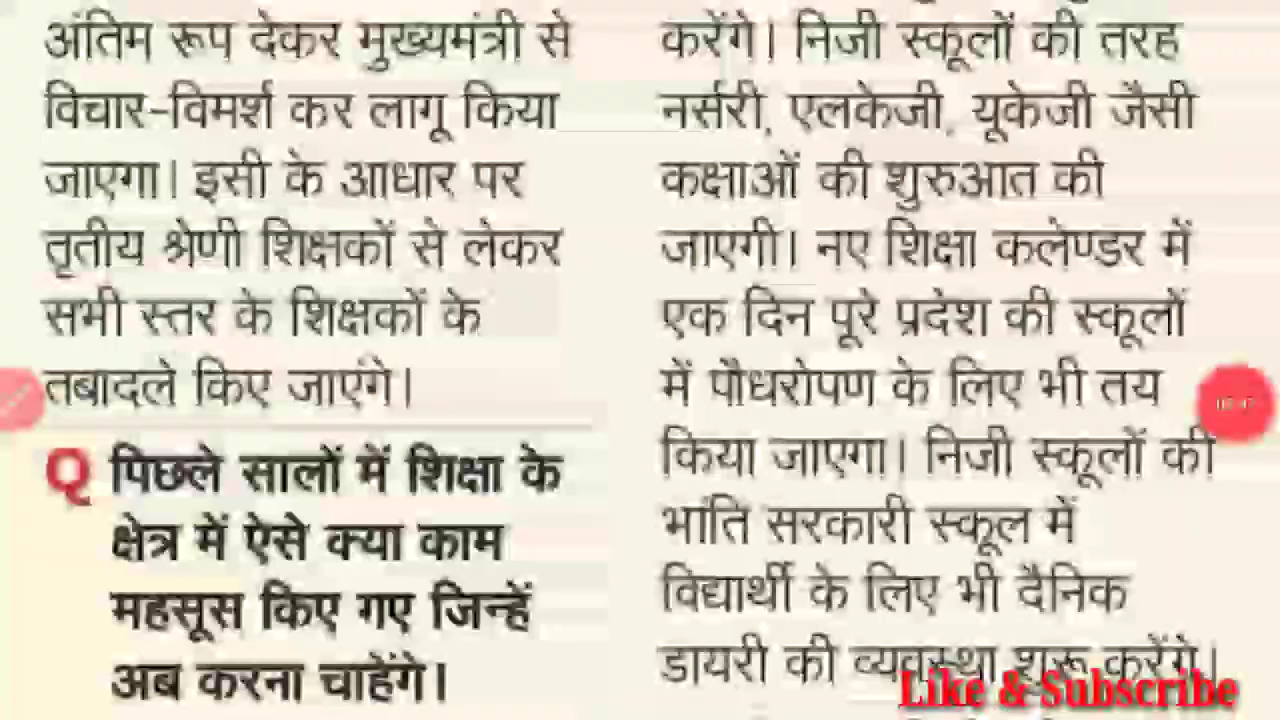 अंतिम रूप देकर मुख्यमंत्री से
विचार-विमर्श कर लागू किया
जाएगा। इसी के आधार पर
तृतीय श्रेणी शिक्षकों से लेकर
सभी स्तर के शिक्षकों के
तबादले किए जाएंगे।
Q पिछले सालों में शिक्षा के
क्षेत्र में ऐसे क्या काम
महसूस किए गए जिन्हें
अब करना चाहेंगे।
करेंगे। निजी स्कूलों की तरह
नर्सरी, एलकेजी, यूकेजी जैसी
कक्षाओं की शुरुआत की
जाएगी। नए शिक्षा कलेण्डर में
एक दिन पूरे प्रदेश की स्कूलों
में पौधरोपण के लिए भी तय
किया जाएगा। निजी स्कूलों की
भांति सरकारी स्कूल में
विद्यार्थी के लिए भी दैनिक
डायरी की व्यवस्था शुरू करेंगे।
Like & Subscribe